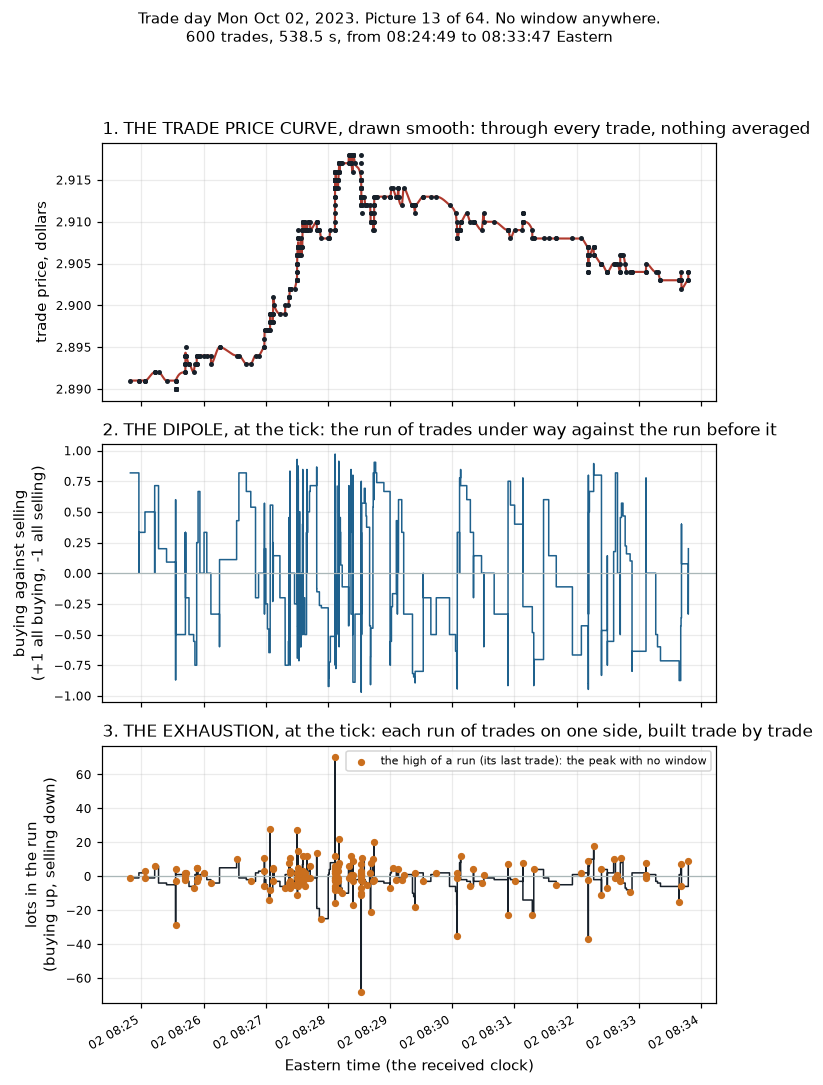 Trade day Mon Oct 02, 2023. Picture 13 of 64. No window anywhere.
600 trades, 538.5 s, from 08:24:49 to 08:33:47 Eastern
1. THE TRADE PRICE CURVE, drawn smooth: through every trade, nothing averaged
trade price, dollars
2.915
2.910
2.905
2.900
2.895
2.890
2. THE DIPOLE, at the tick: the run of trades under way against the run before it
buying against selling
(+1 all buying, -1 all selling)
1.00
0.75
0.50
0.25
0.00
−0.25
−0.50
−0.75
−1.00
3. THE EXHAUSTION, at the tick: each run of trades on one side, built trade by trade
the high of a run (its last trade): the peak with no window
lots in the run
(buying up, selling down)
60
40
20
0
−20
−40
−60
02 08:25
02 08:26
02 08:27
02 08:28
02 08:29
02 08:30
02 08:31
02 08:32
02 08:33
02 08:34
Eastern time (the received clock)